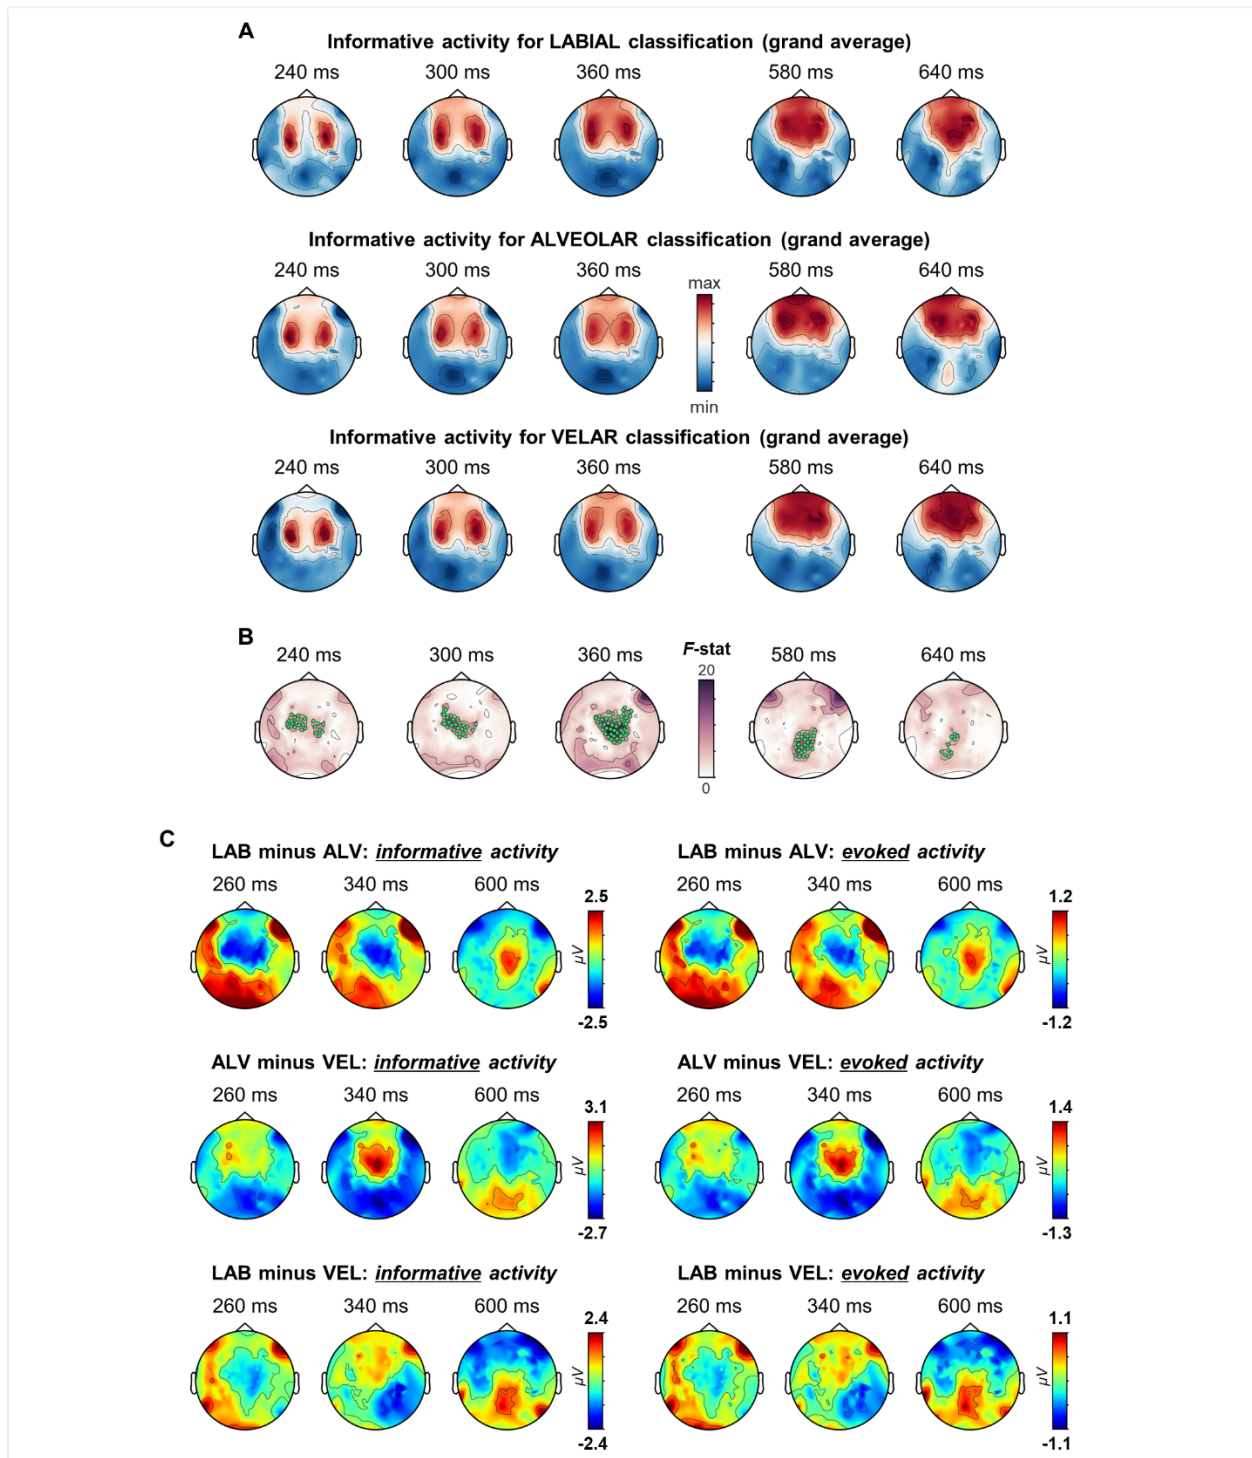 A
Informative activity for LABIAL classification (grand average)
240 ms 300 ms 360 ms 580 ms 640 ms
Informative activity for ALVEOLAR classification (grand average)
240 ms 300 ms 360 ms 580 ms 640 ms
max
min
Informative activity for VELAR classification (grand average)
240 ms 300 ms 360 ms 580 ms 640 ms
B
240 ms 300 ms 360 ms 580 ms 640 ms
F-stat
20
0
C
LAB minus ALV: informative activity
260 ms 340 ms 600 ms
2.5
μV
-2.5
LAB minus ALV: evoked activity
260 ms 340 ms 600 ms
1.2
μV
-1.2
ALV minus VEL: informative activity
260 ms 340 ms 600 ms
3.1
μV
-2.7
ALV minus VEL: evoked activity
260 ms 340 ms 600 ms
1.4
μV
-1.3
LAB minus VEL: informative activity
260 ms 340 ms 600 ms
2.4
μV
-2.4
LAB minus VEL: evoked activity
260 ms 340 ms 600 ms
1.1
μV
-1.1